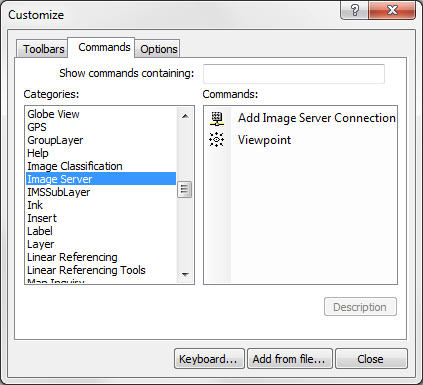 Customize
Toolbars Commands Options
Show commands containing:
Categories: Commands:
Globe View
GPS
GroupLayer
Help
Image Classification
Image Server
IMSSubLayer
Ink
Insert
Label
Layer
Linear Referencing
Linear Referencing Tools
Map Inquiry
Add Image Server Connection
Viewpoint
Description
Keyboard... Add from file... Close